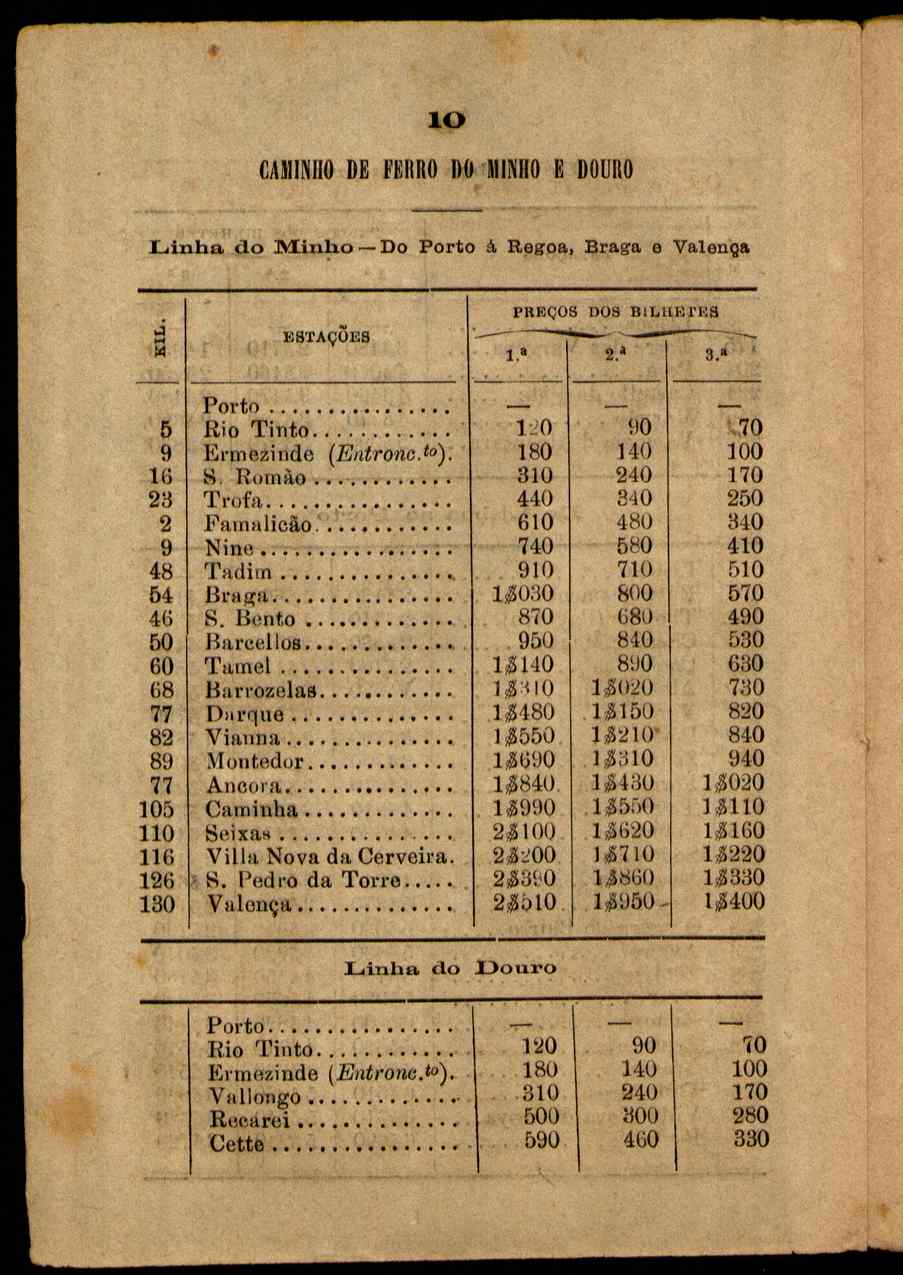 10
CAMINHO DE FERRO DO MINHO E DOURO
Linha do Minho — Do Porto á Regoa, Braga e Valença
KIL. ESTAÇÕES PREÇOS DOS BILHETES
1.ª 2.ª 3.ª
Porto ................ — — —
5 Rio Tinto............ 120 90 70
9 Ermezinde (Entronc.to). 180 140 100
16 S. Romão ............ 310 240 170
23 Trofa................ 440 340 250
2 Famalicão............ 610 480 340
9 Nine ................ 740 580 410
48 Tadim ............... 910 710 510
54 Braga................ 1$030 800 570
46 S. Bento ............. 870 680 490
50 Barcellos............. 950 840 530
60 Tamel ............... 1$140 890 630
68 Barrozelas............ 1$310 1$020 730
77 Darque .............. 1$480 1$150 820
82 Vianna............... 1$550 1$210 840
89 Montedor............. 1$690 1$310 940
77 Ancora............... 1$840 1$430 1$020
105 Caminha ............. 1$990 1$550 1$110
110 Seixas ............... 2$100 1$620 1$160
116 Villa Nova da Cerveira. 2$200 1$710 1$220
126 S. Pedro da Torre..... 2$390 1$860 1$330
130 Valença.............. 2$510 1$950 1$400
Linha do Douro
Porto................ — — —
Rio Tinto............ 120 90 70
Ermezinde (Entronc.to). 180 140 100
Vallongo ............. 310 240 170
Recarei .............. 500 300 280
Cette ................ 590 460 330